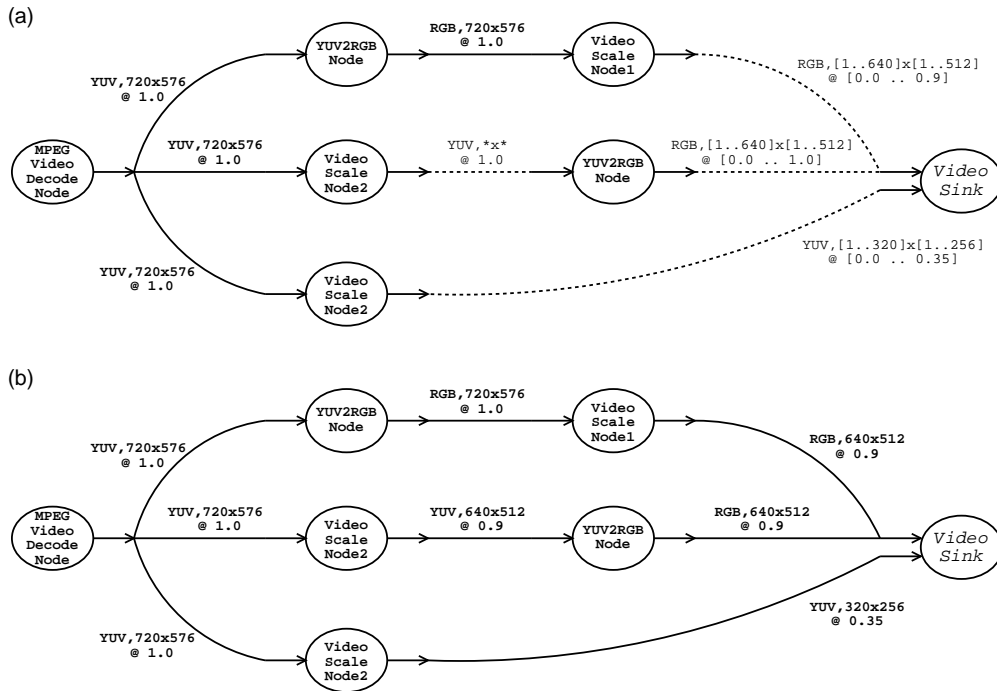 (a)
RGB,720x576
@ 1.0
YUV2RGB
Node
Video
Scale
Node1
RGB,[1..640]x[1..512]
@ [0.0 .. 0.9]
YUV,720x576
@ 1.0
MPEG
Video
Decode
Node
YUV,720x576
@ 1.0
Video
Scale
Node2
YUV,*x*
@ 1.0
YUV2RGB
Node
RGB,[1..640]x[1..512]
@ [0.0 .. 1.0]
Video
Sink
YUV,720x576
@ 1.0
Video
Scale
Node2
YUV,[1..320]x[1..256]
@ [0.0 .. 0.35]
(b)
RGB,720x576
@ 1.0
YUV2RGB
Node
Video
Scale
Node1
RGB,640x512
@ 0.9
YUV,720x576
@ 1.0
MPEG
Video
Decode
Node
YUV,720x576
@ 1.0
Video
Scale
Node2
YUV,640x512
@ 0.9
YUV2RGB
Node
RGB,640x512
@ 0.9
Video
Sink
YUV,720x576
@ 1.0
Video
Scale
Node2
YUV,320x256
@ 0.35